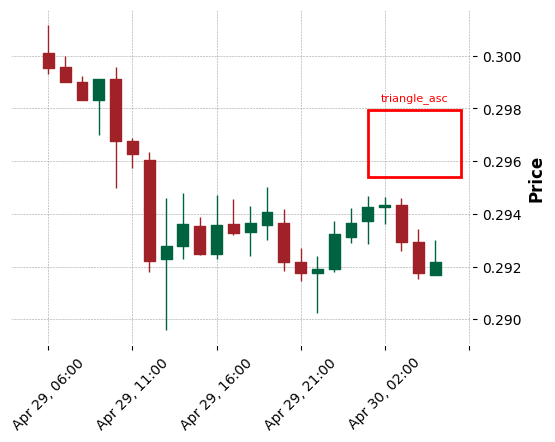 triangle_asc
0.300
0.298
0.296
0.294
0.292
0.290
Price
Apr 29, 06:00
Apr 29, 11:00
Apr 29, 16:00
Apr 29, 21:00
Apr 30, 02:00